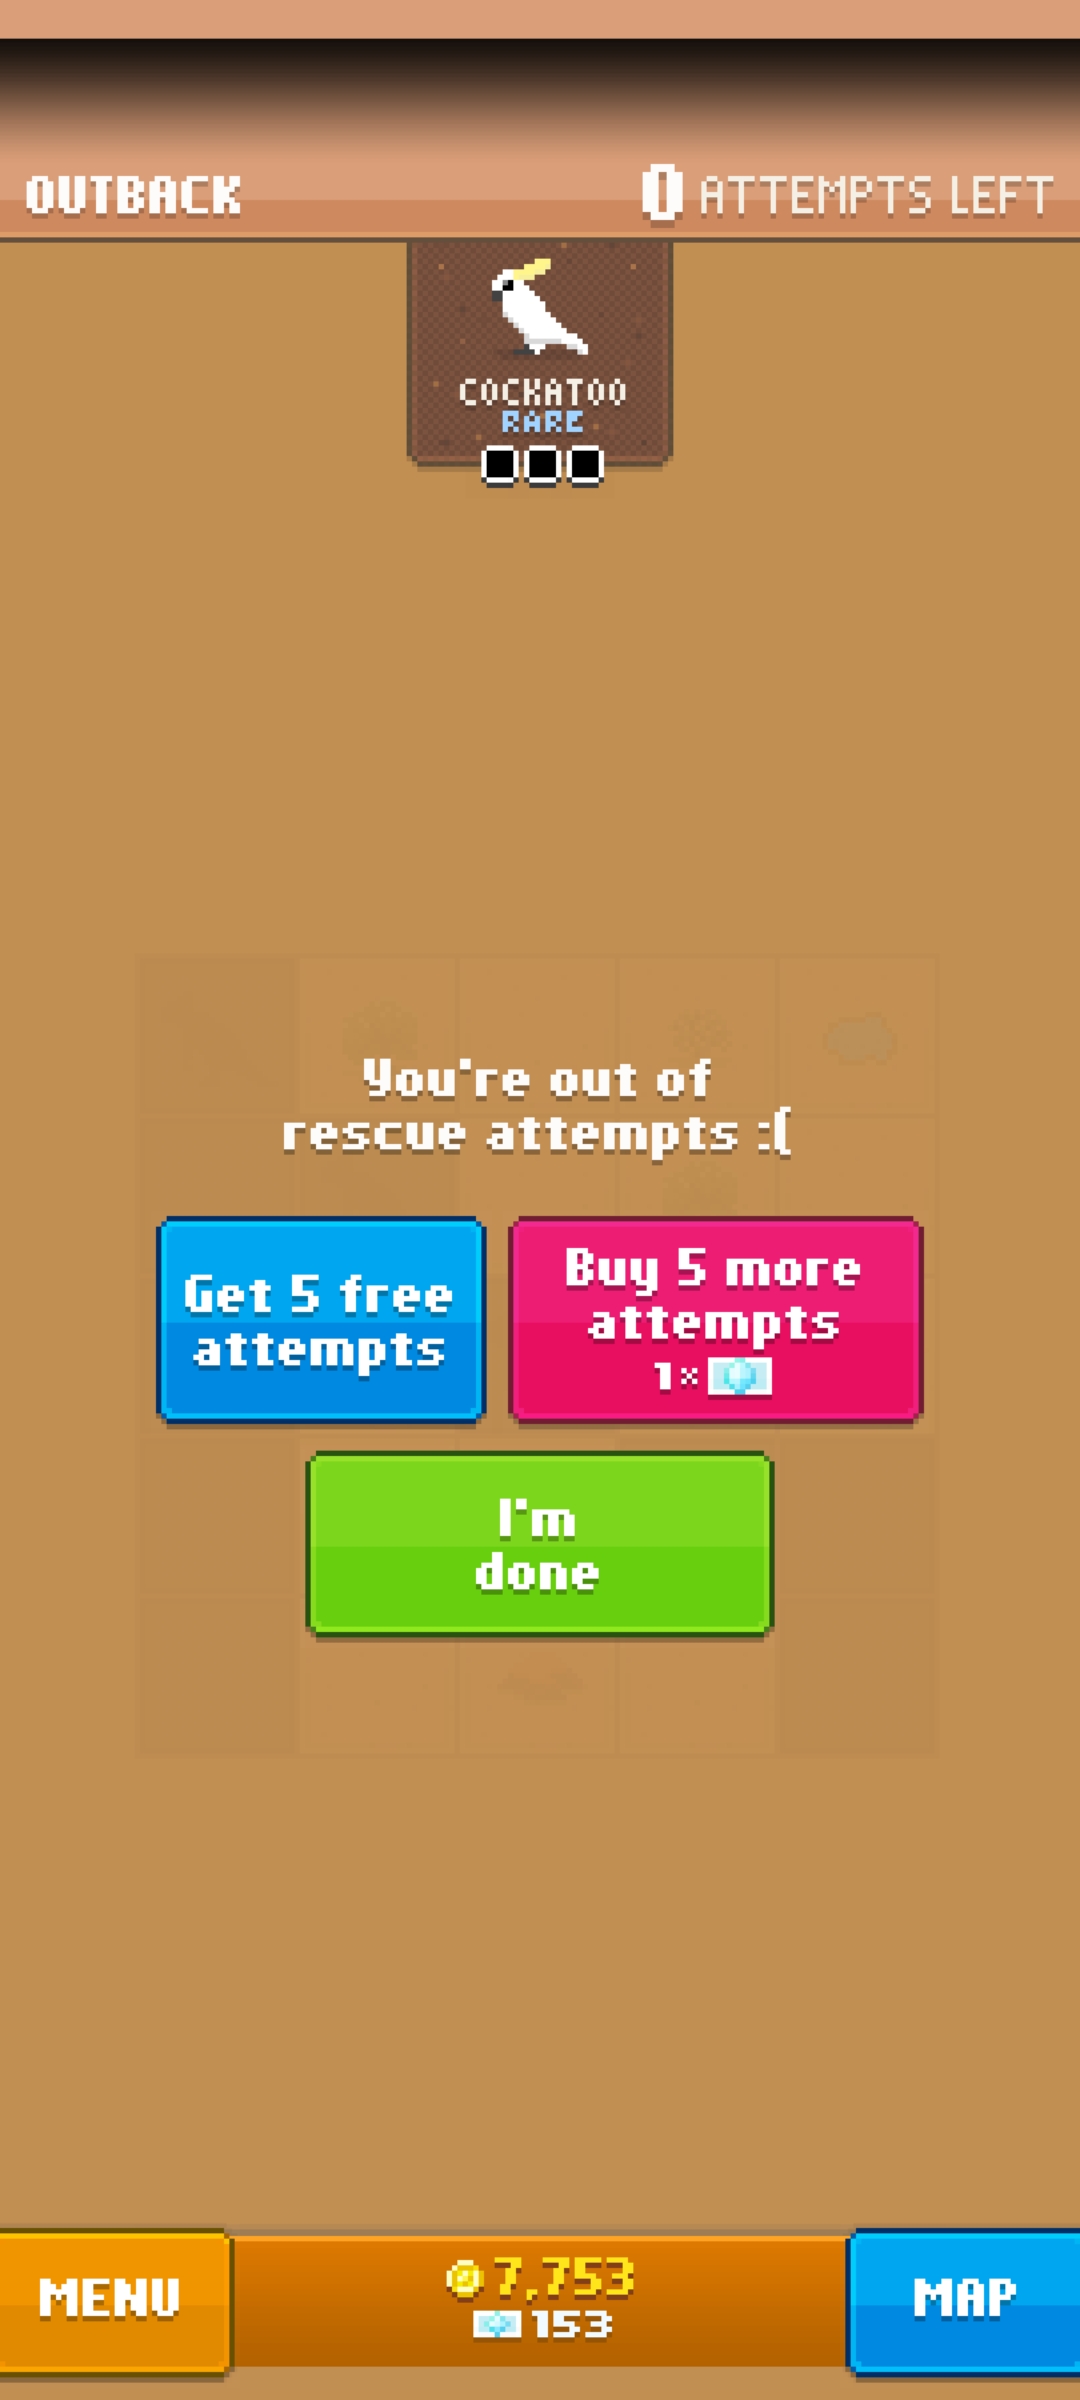 OUTBACK
0 ATTEMPTS LEFT
COCKATOO
RARE
You're out of
rescue attempts :(
Get 5 free
attempts
Buy 5 more
attempts
1×
I'm
done
MENU
7,753
153
MAP